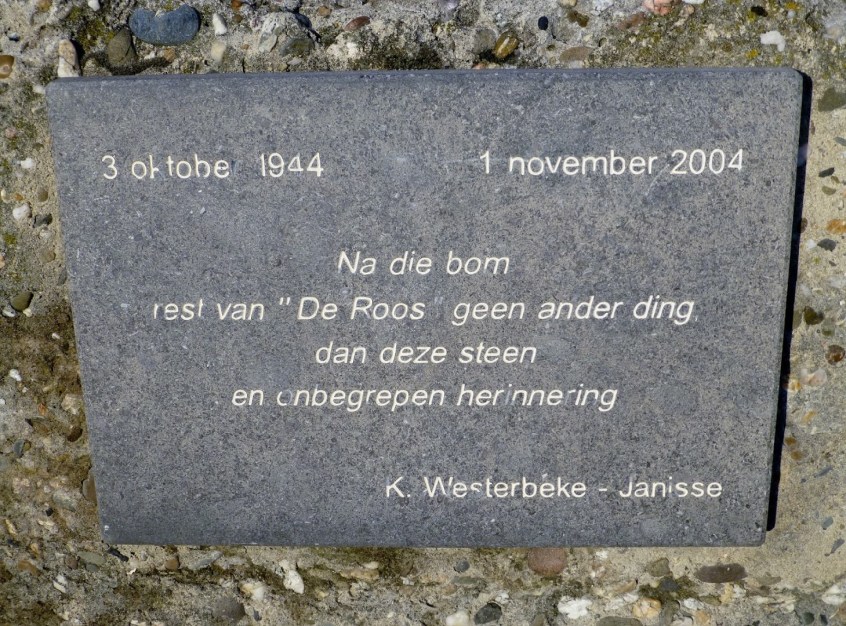 3 oktober 1944 1 november 2004
Na die bom
rest van "De Roos" geen ander ding
dan deze steen
en onbegrepen herinnering
K. Westerbeke - Janisse